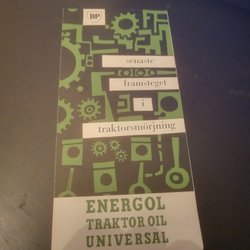 BP
senaste
framsteget
i
traktorsmörjning
ENERGOL
TRAKTOR OIL
UNIVERSAL